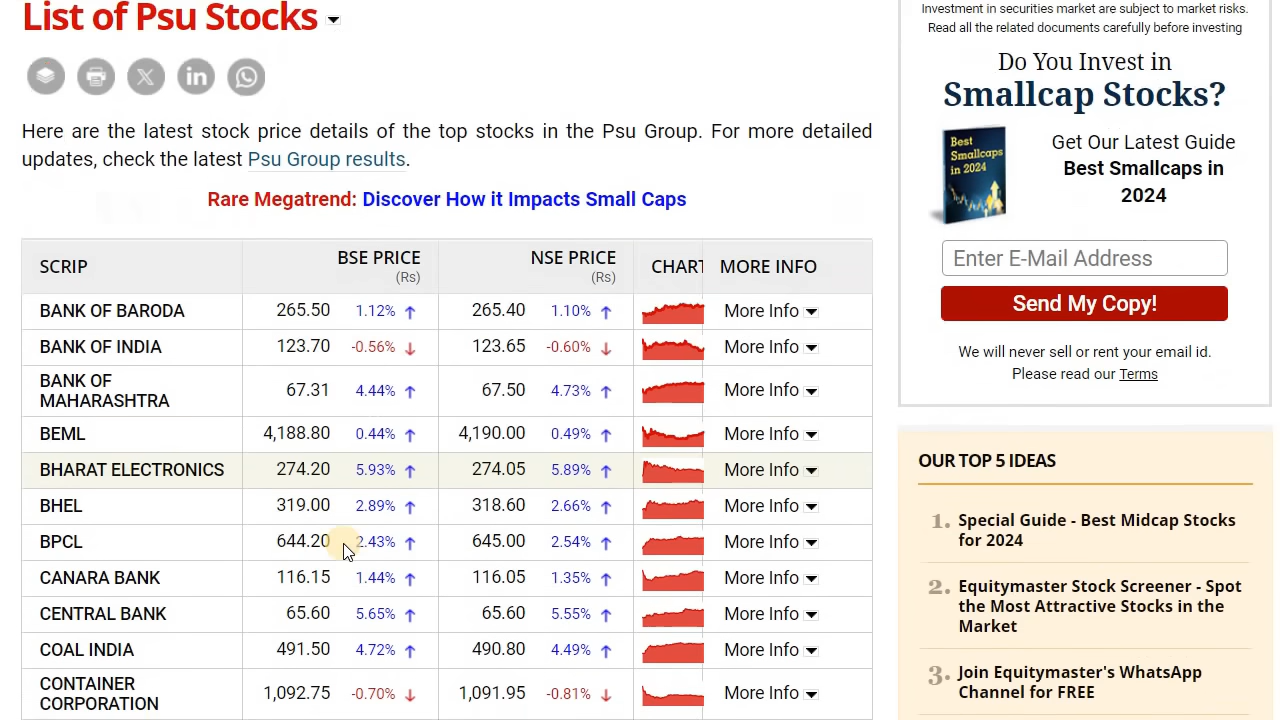 List of Psu Stocks
Here are the latest stock price details of the top stocks in the Psu Group. For more detailed
updates, check the latest Psu Group results.
Rare Megatrend: Discover How it Impacts Small Caps
SCRIP BSE PRICE (Rs) NSE PRICE (Rs) CHART MORE INFO
BANK OF BARODA 265.50 1.12% 265.40 1.10% More Info
BANK OF INDIA 123.70 -0.56% 123.65 -0.60% More Info
BANK OF
MAHARASHTRA 67.31 4.44% 67.50 4.73% More Info
BEML 4,188.80 0.44% 4,190.00 0.49% More Info
BHARAT ELECTRONICS 274.20 5.93% 274.05 5.89% More Info
BHEL 319.00 2.89% 318.60 2.66% More Info
BPCL 644.20 2.43% 645.00 2.54% More Info
CANARA BANK 116.15 1.44% 116.05 1.35% More Info
CENTRAL BANK 65.60 5.65% 65.60 5.55% More Info
COAL INDIA 491.50 4.72% 490.80 4.49% More Info
CONTAINER
CORPORATION 1,092.75 -0.70% 1,091.95 -0.81% More Info
Investment in securities market are subject to market risks.
Read all the related documents carefully before investing
Do You Invest in
Smallcap Stocks?
Best
Smallcaps
in 2024
Get Our Latest Guide
Best Smallcaps in
2024
Enter E-Mail Address
Send My Copy!
We will never sell or rent your email id.
Please read our Terms
OUR TOP 5 IDEAS
1. Special Guide - Best Midcap Stocks
for 2024
2. Equitymaster Stock Screener - Spot
the Most Attractive Stocks in the
Market
3. Join Equitymaster's WhatsApp
Channel for FREE